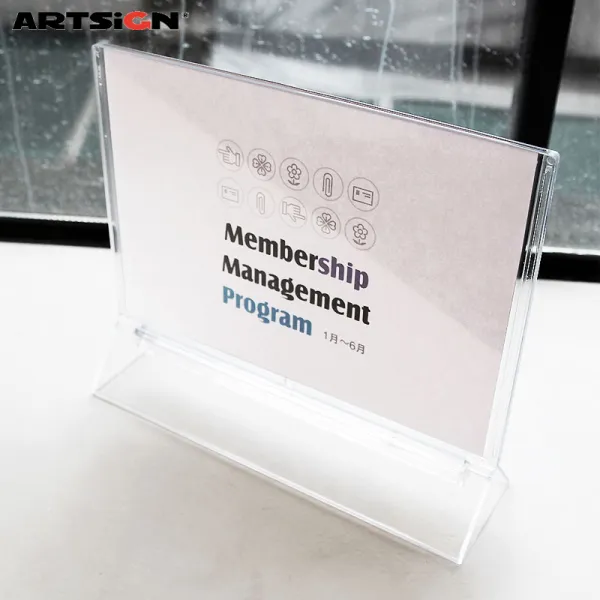 ARTSiGN
Membership
Management
Program 1月~6月